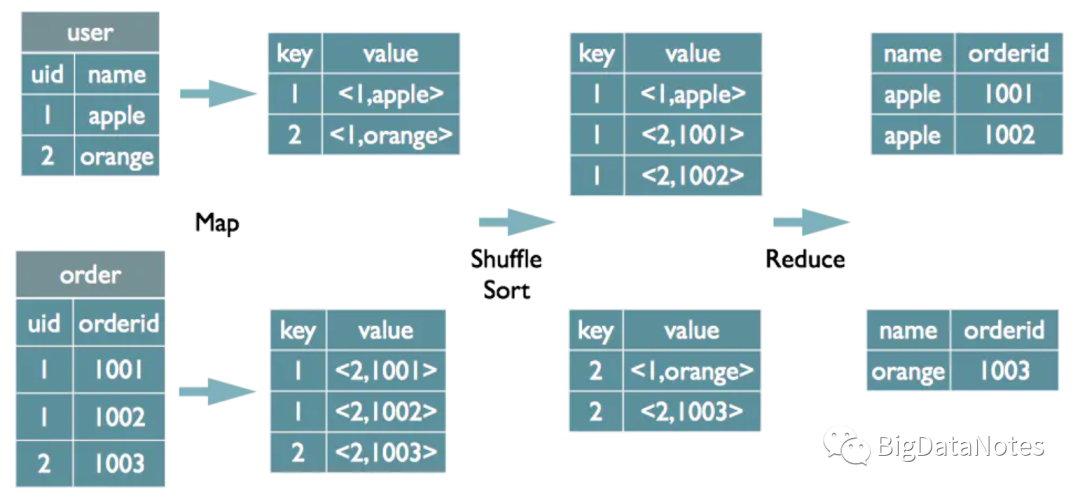 user
uid name
1 apple
2 orange
key value
1 <1,apple>
2 <1,orange>
key value
1 <1,apple>
1 <2,1001>
1 <2,1002>
name orderid
apple 1001
apple 1002
Map
Shuffle
Sort
Reduce
order
uid orderid
1 1001
1 1002
2 1003
key value
1 <2,1001>
1 <2,1002>
2 <2,1003>
key value
2 <1,orange>
2 <2,1003>
name orderid
orange 1003
BigDataNotes